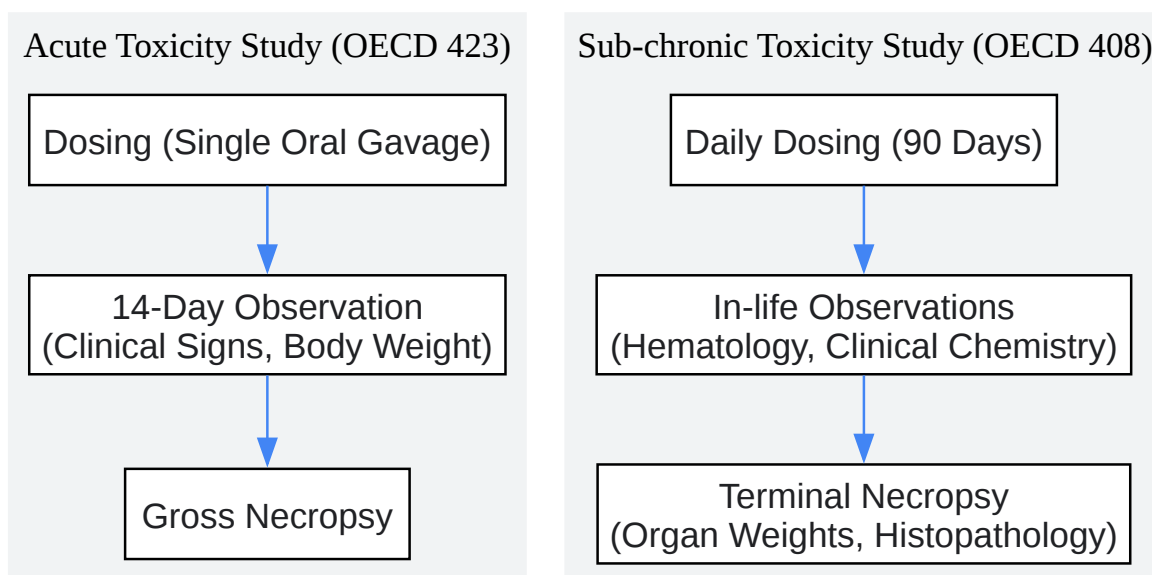 Acute Toxicity Study (OECD 423)
Dosing (Single Oral Gavage)
14-Day Observation
(Clinical Signs, Body Weight)
Gross Necropsy
Sub-chronic Toxicity Study (OECD 408)
Daily Dosing (90 Days)
In-life Observations
(Hematology, Clinical Chemistry)
Terminal Necropsy
(Organ Weights, Histopathology)